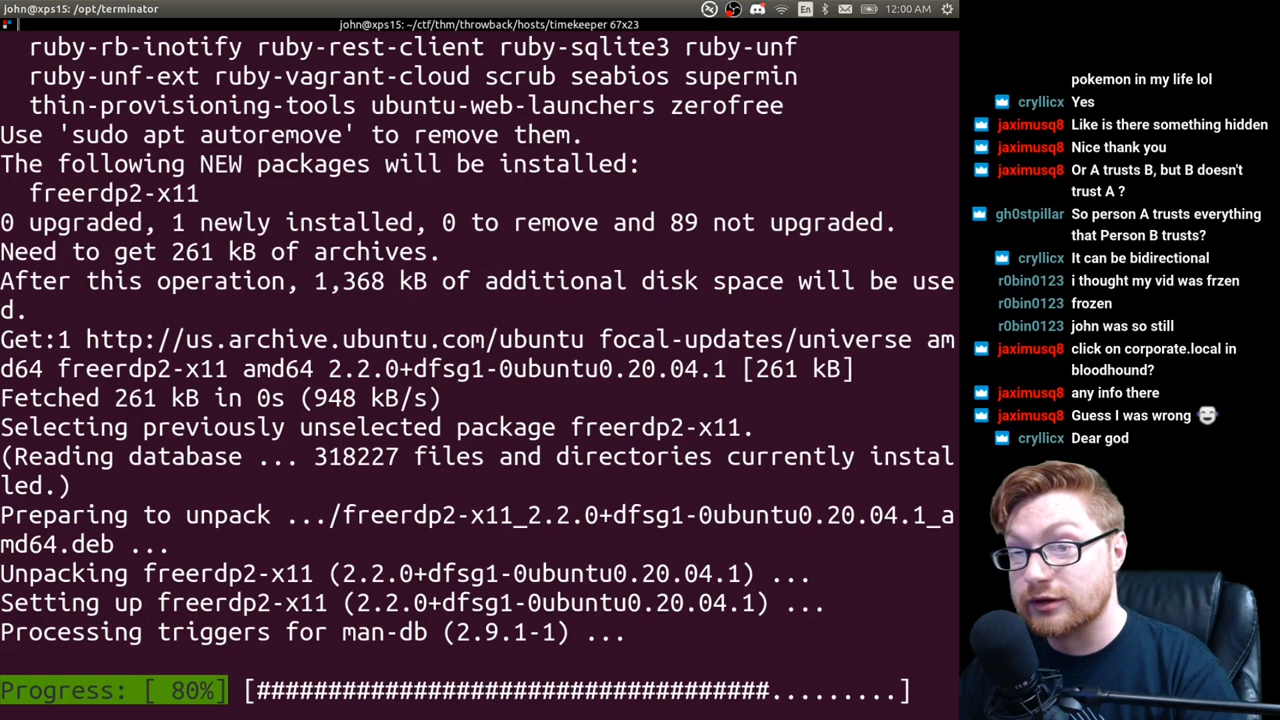 john@xps15: /opt/terminator
En
12:00 AM
john@xps15: ~/ctf/thm/throwback/hosts/timekeeper 67x23
ruby-rb-inotify ruby-rest-client ruby-sqlite3 ruby-unf
ruby-unf-ext ruby-vagrant-cloud scrub seabios supermin
thin-provisioning-tools ubuntu-web-launchers zerofree
Use 'sudo apt autoremove' to remove them.
The following NEW packages will be installed:
freerdp2-x11
0 upgraded, 1 newly installed, 0 to remove and 89 not upgraded.
Need to get 261 kB of archives.
After this operation, 1,368 kB of additional disk space will be use
d.
Get:1 http://us.archive.ubuntu.com/ubuntu focal-updates/universe am
d64 freerdp2-x11 amd64 2.2.0+dfsg1-0ubuntu0.20.04.1 [261 kB]
Fetched 261 kB in 0s (948 kB/s)
Selecting previously unselected package freerdp2-x11.
(Reading database ... 318227 files and directories currently instal
led.)
Preparing to unpack .../freerdp2-x11_2.2.0+dfsg1-0ubuntu0.20.04.1_a
md64.deb ...
Unpacking freerdp2-x11 (2.2.0+dfsg1-0ubuntu0.20.04.1) ...
Setting up freerdp2-x11 (2.2.0+dfsg1-0ubuntu0.20.04.1) ...
Processing triggers for man-db (2.9.1-1) ...
Progress: [ 80%] [####################################.........]
pokemon in my life lol
cryllicx Yes
jaximusq8 Like is there something hidden
jaximusq8 Nice thank you
jaximusq8 Or A trusts B, but B doesn't
trust A ?
gh0stpillar So person A trusts everything
that Person B trusts?
cryllicx It can be bidirectional
r0bin0123 i thought my vid was frzen
r0bin0123 frozen
r0bin0123 john was so still
jaximusq8 click on corporate.local in
bloodhound?
jaximusq8 any info there
jaximusq8 Guess I was wrong
cryllicx Dear god